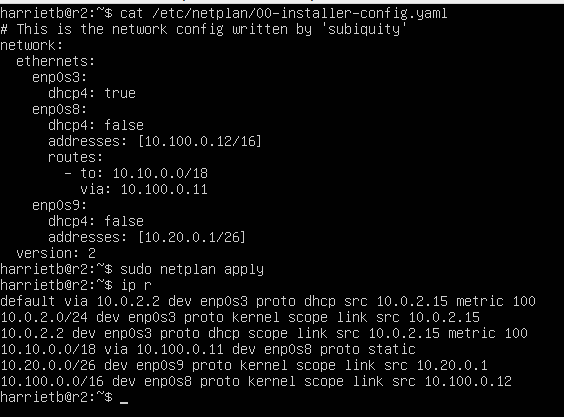 harrietb@r2:~$ cat /etc/netplan/00-installer-config.yaml
# This is the network config written by 'subiquity'
network:
  ethernets:
    enp0s3:
      dhcp4: true
    enp0s8:
      dhcp4: false
      addresses: [10.100.0.12/16]
      routes:
        - to: 10.10.0.0/18
          via: 10.100.0.11
    enp0s9:
      dhcp4: false
      addresses: [10.20.0.1/26]
  version: 2
harrietb@r2:~$ sudo netplan apply
harrietb@r2:~$ ip r
default via 10.0.2.2 dev enp0s3 proto dhcp src 10.0.2.15 metric 100
10.0.2.0/24 dev enp0s3 proto kernel scope link src 10.0.2.15
10.0.2.2 dev enp0s3 proto dhcp scope link src 10.0.2.15 metric 100
10.10.0.0/18 via 10.100.0.11 dev enp0s8 proto static
10.20.0.0/26 dev enp0s9 proto kernel scope link src 10.20.0.1
10.100.0.0/16 dev enp0s8 proto kernel scope link src 10.100.0.12
harrietb@r2:~$ _